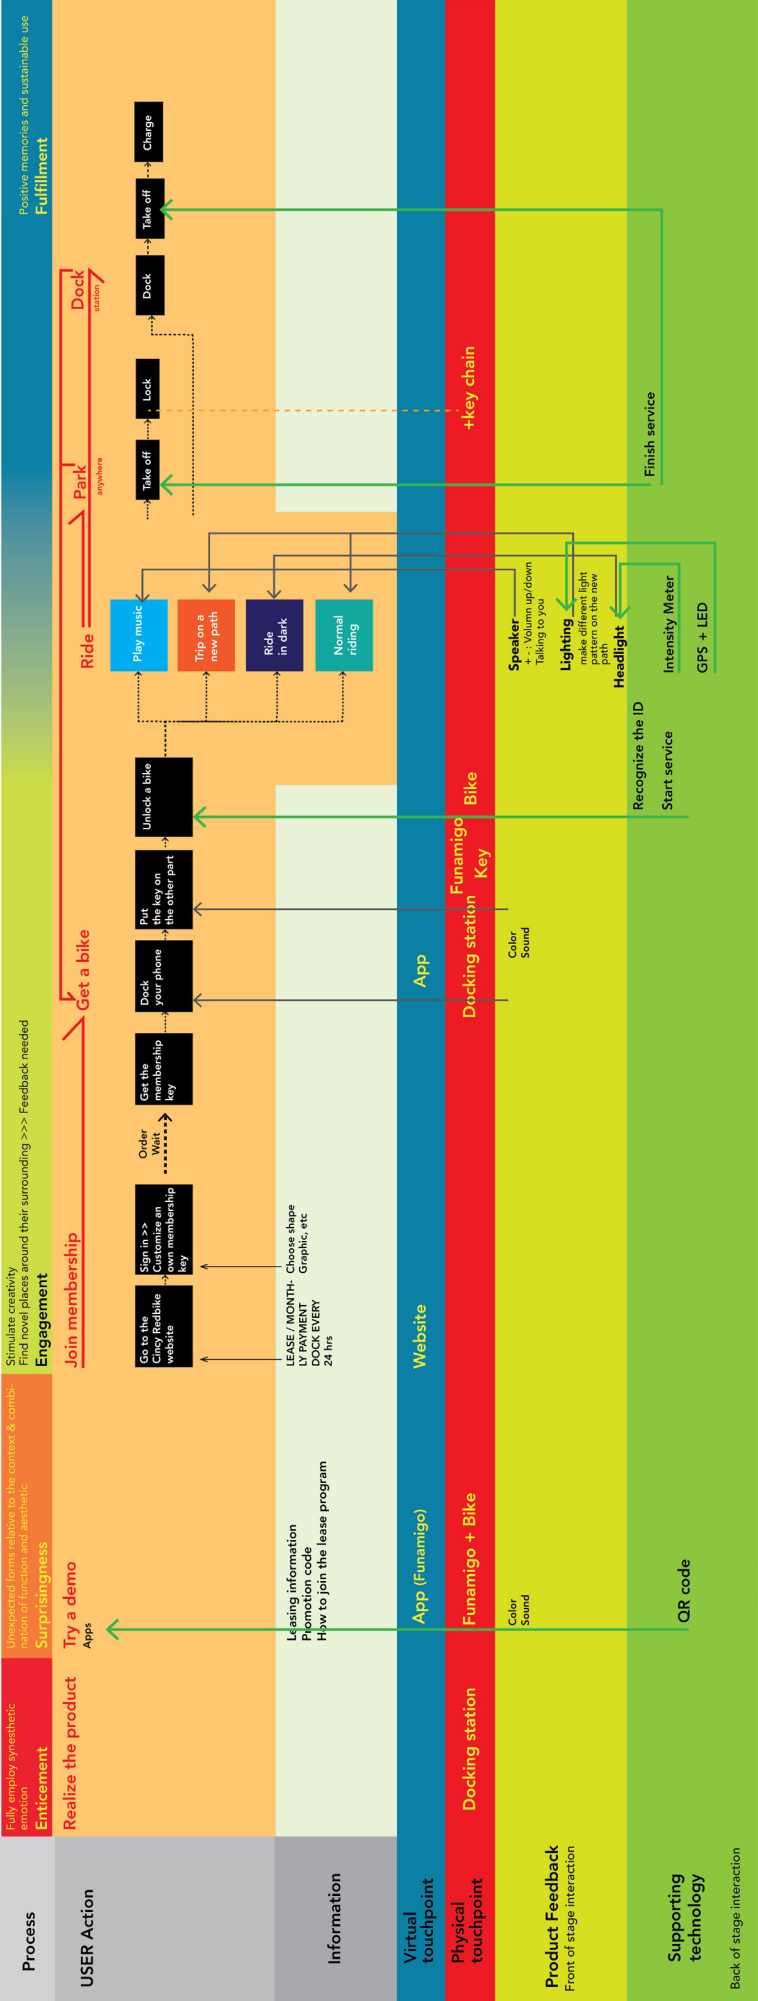 Process
Fully employ synesthetic
emotion
Enticement
Unexpected forms relative to the context & combi-
nation of function and aesthetic
Surprisingness
Stimulate creativity
Find novel places around their surrounding >>> Feedback needed
Engagement
Positive memories and sustainable use
Fulfillment
USER Action
Realize the product
Try a demo
Apps
Join membership
Get a bike
Ride
Park
anywhere
Dock
station
Go to the
Cincy Redbike
website
Sign in >>
Customize an
own membership
key
Order
Wait
Get the
membership
key
Dock
your phone
Put
the key on
the other part
Unlock a bike
Play music
Trip on a
new path
Ride
in dark
Normal
riding
Take off
Lock
Dock
Take off
Charge
Information
Leasing information
Promotion code
How to join the lease program
LEASE / MONTH-
LY PAYMENT
DOCK EVERY
24 hrs
Choose shape
Graphic, etc
Virtual
touchpoint
App (Funamigo)
Website
App
Physical
touchpoint
Docking station
Funamigo + Bike
Docking station
Funamigo
Key
Bike
+key chain
Product Feedback
Front of stage interaction
Color
Sound
Color
Sound
Speaker
+ - : Volumn up/down
Talking to you
Lighting
make different light
pattern on the new
path
Headlight
Supporting
technology
Back of stage interaction
QR code
Recognize the ID
Start service
Intensity Meter
GPS + LED
Finish service